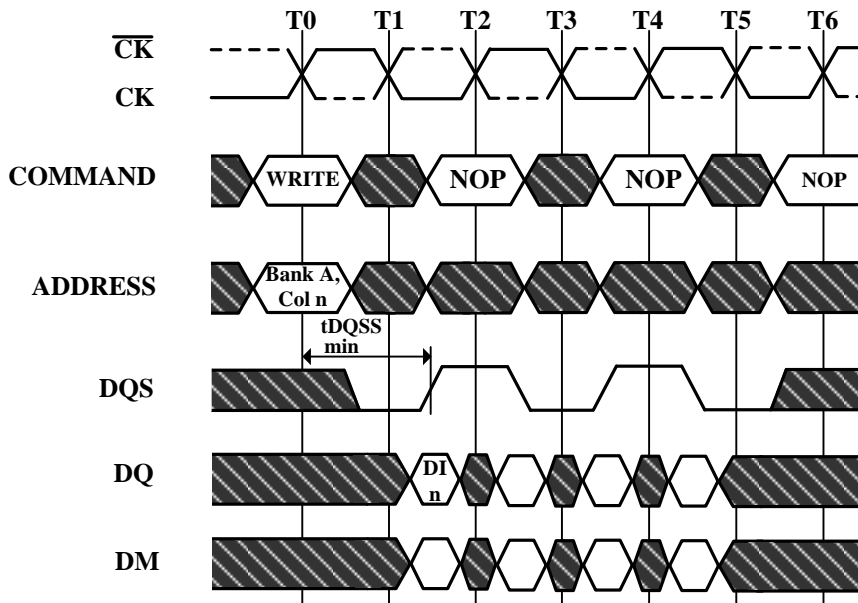 T0 T1 T2 T3 T4 T5 T6
CK
CK
COMMAND WRITE NOP NOP NOP
ADDRESS Bank A,
Col n
tDQSS
min
DQS
DQ DI
n
DM